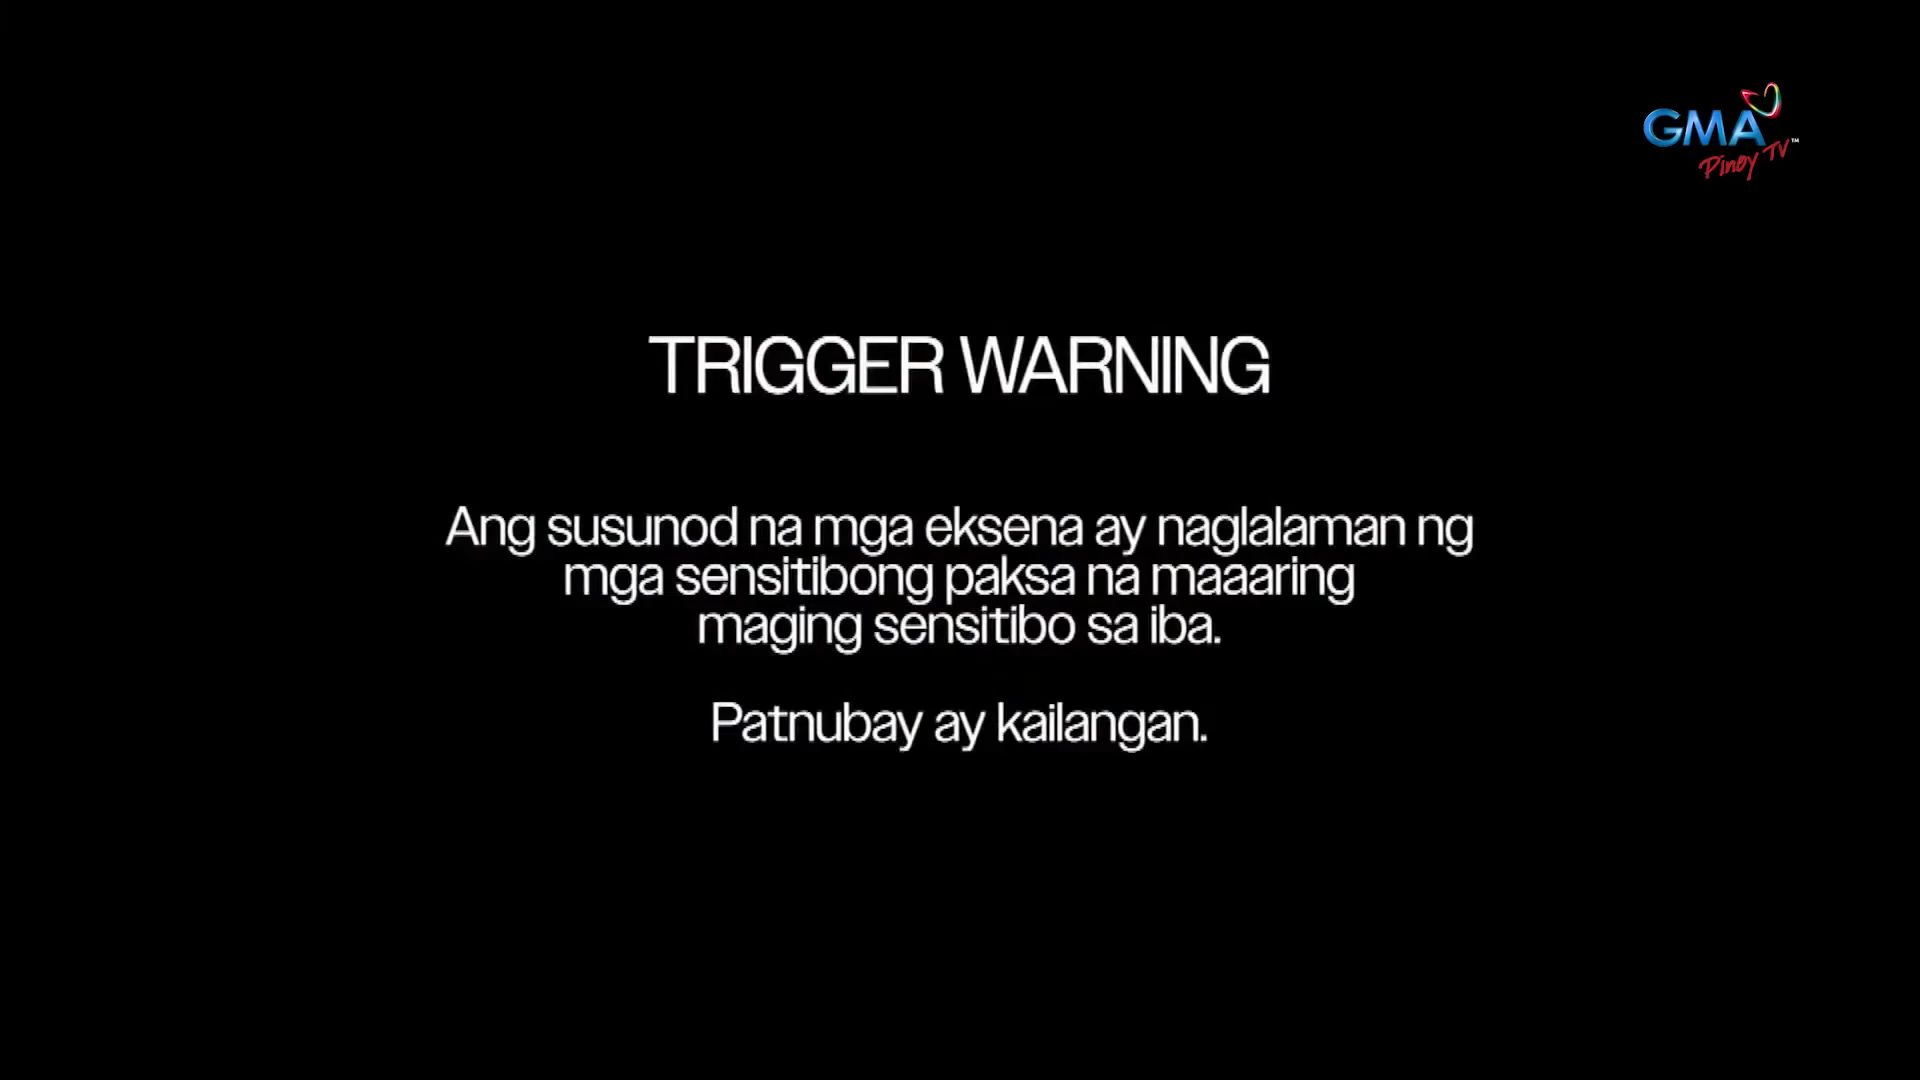 GMA
Pinoy TV™
TRIGGER WARNING
Ang susunod na mga eksena ay naglalaman ng
mga sensitibong paksa na maaaring
maging sensitibo sa iba.
Patnubay ay kailangan.